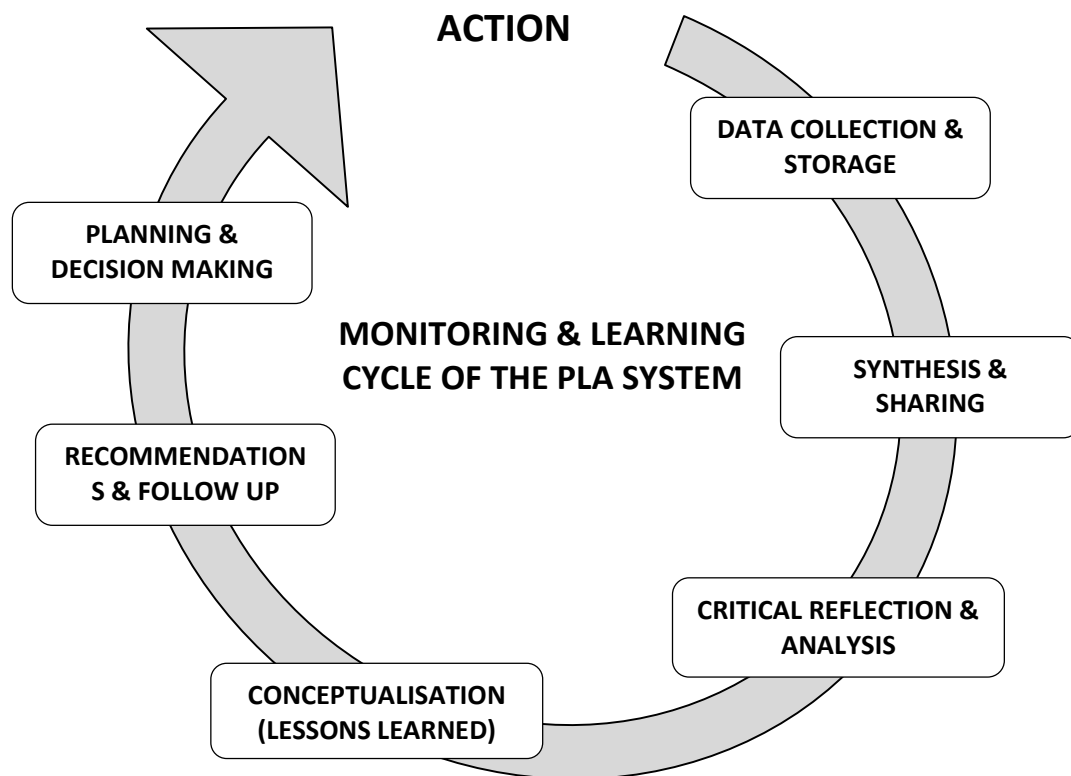 ACTION
DATA COLLECTION &
STORAGE
SYNTHESIS &
SHARING
CRITICAL REFLECTION &
ANALYSIS
CONCEPTUALISATION
(LESSONS LEARNED)
RECOMMENDATION
S & FOLLOW UP
PLANNING &
DECISION MAKING
MONITORING & LEARNING
CYCLE OF THE PLA SYSTEM